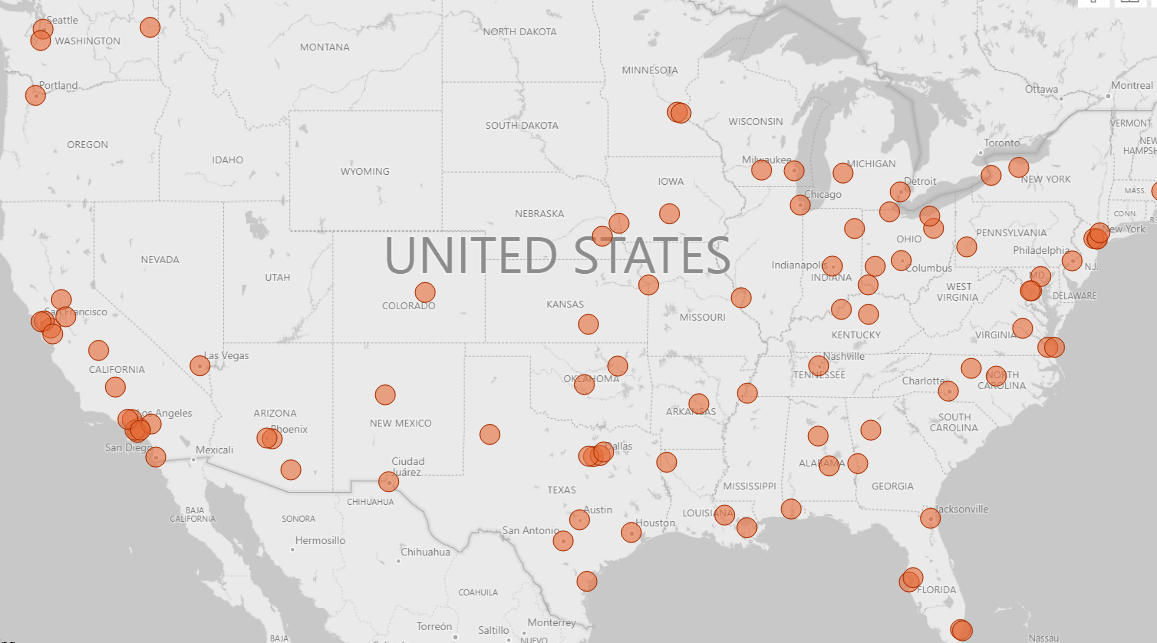 Seattle
WASHINGTON
MONTANA
NORTH DAKOTA
MINNESOTA
Ottawa
Montreal
Portland
OREGON
IDAHO
WYOMING
SOUTH DAKOTA
WISCONSIN
Toronto
VERMONT
NEW
HAMPSH
Milwaukee
MICHIGAN
Detroit
NEW YORK
MASS.
IOWA
Chicago
CONN.
NEBRASKA
UNITED STATES
NEVADA
UTAH
COLORADO
KANSAS
MISSOURI
Indianapolis
INDIANA
OHIO
Columbus
PENNSYLVANIA
Philadelphia
New York
N.J.
MD.
DELAWARE
WEST
VIRGINIA
VIRGINIA
KENTUCKY
San Francisco
CALIFORNIA
Las Vegas
Los Angeles
San Diego
Mexicali
ARIZONA
Phoenix
NEW MEXICO
Ciudad
Juárez
OKLAHOMA
ARKANSAS
Nashville
TENNESSEE
Charlotte
NORTH
CAROLINA
SOUTH
CAROLINA
Dallas
TEXAS
MISSISSIPPI
ALABAMA
GEORGIA
BAJA
CALIFORNIA
SONORA
CHIHUAHUA
Hermosillo
Chihuahua
Austin
San Antonio
Houston
LOUISIANA
Jacksonville
FLORIDA
COAHUILA
Torreón
Saltillo
Monterrey
NUEVO
BAJA
Nassau